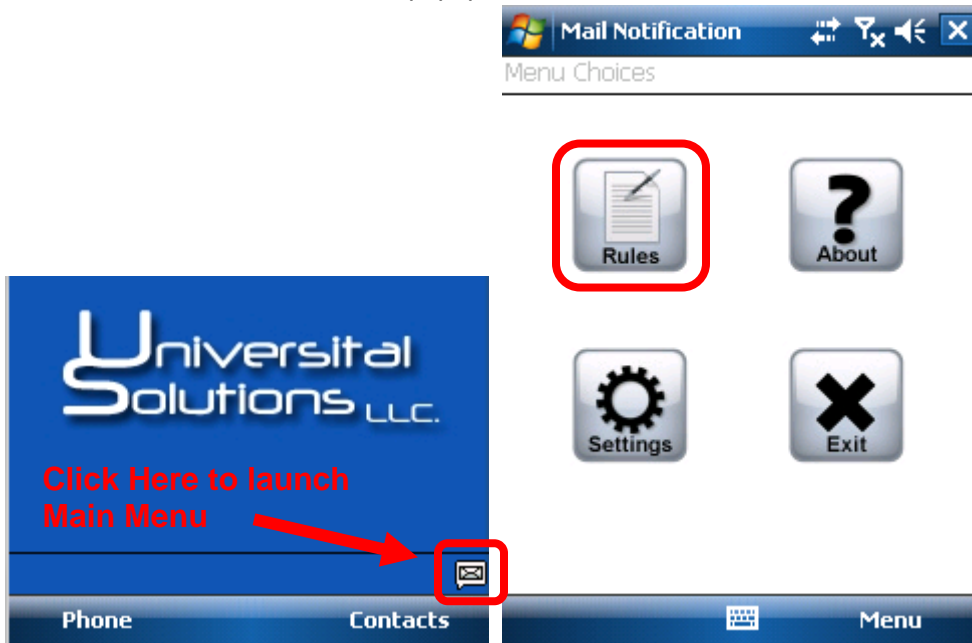 Mail Notification
Menu Choices
Rules
About
Settings
Exit
Menu
Universital
Solutions LLC.
Click Here to launch
Main Menu
Phone
Contacts